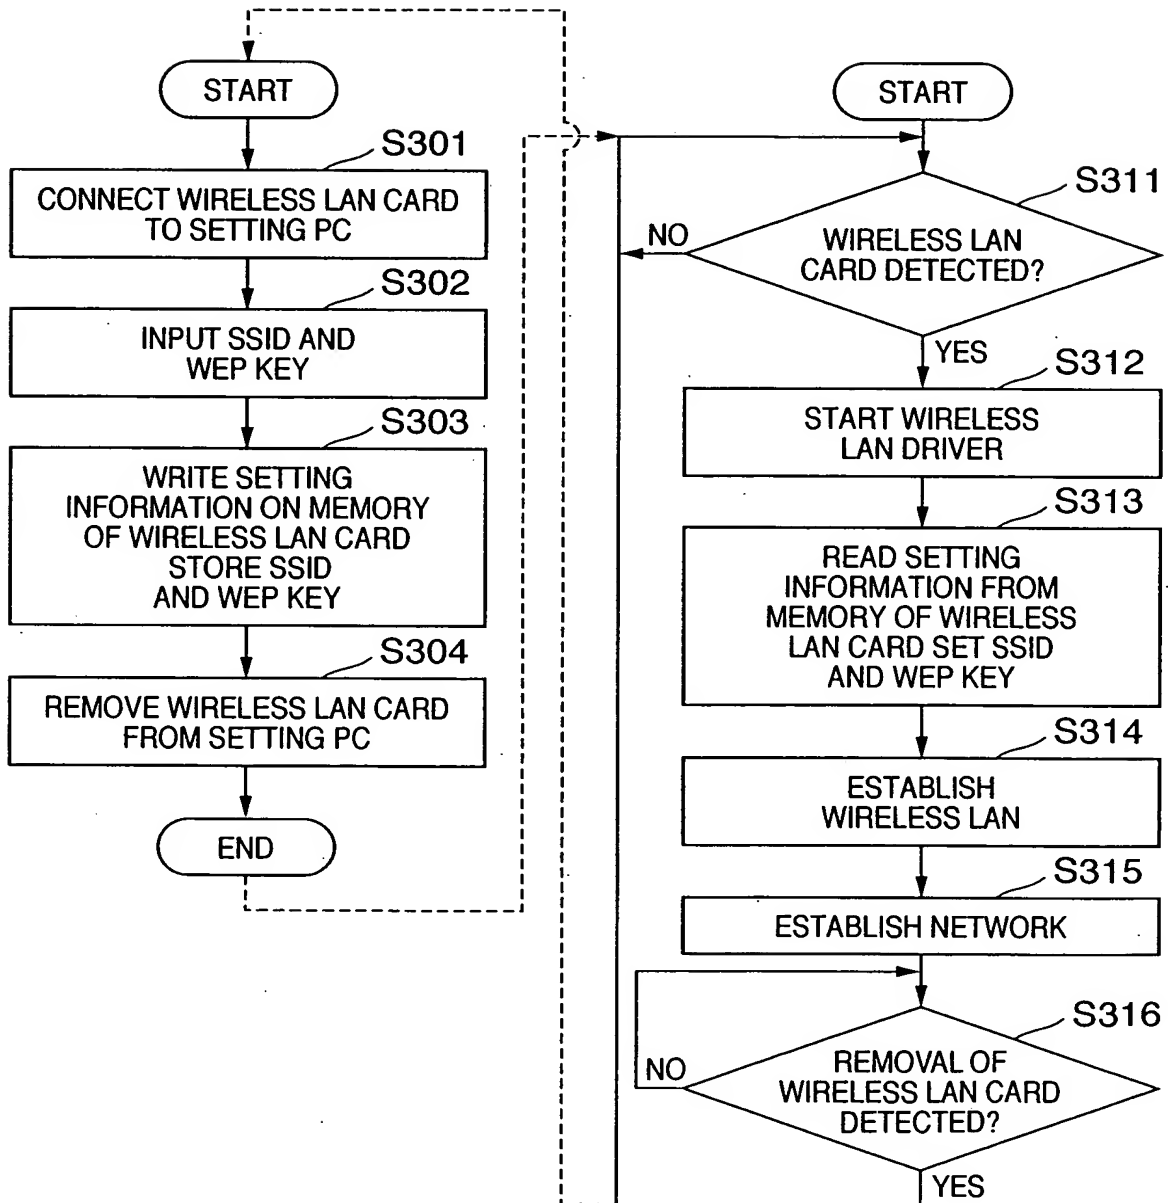 START
S301
CONNECT WIRELESS LAN CARD
TO SETTING PC
S302
INPUT SSID AND
WEP KEY
S303
WRITE SETTING
INFORMATION ON MEMORY
OF WIRELESS LAN CARD
STORE SSID
AND WEP KEY
S304
REMOVE WIRELESS LAN CARD
FROM SETTING PC
END
START
S311
WIRELESS LAN
CARD DETECTED?
NO
YES
S312
START WIRELESS
LAN DRIVER
S313
READ SETTING
INFORMATION FROM
MEMORY OF WIRELESS
LAN CARD SET SSID
AND WEP KEY
S314
ESTABLISH
WIRELESS LAN
S315
ESTABLISH NETWORK
S316
REMOVAL OF
WIRELESS LAN CARD
DETECTED?
NO
YES